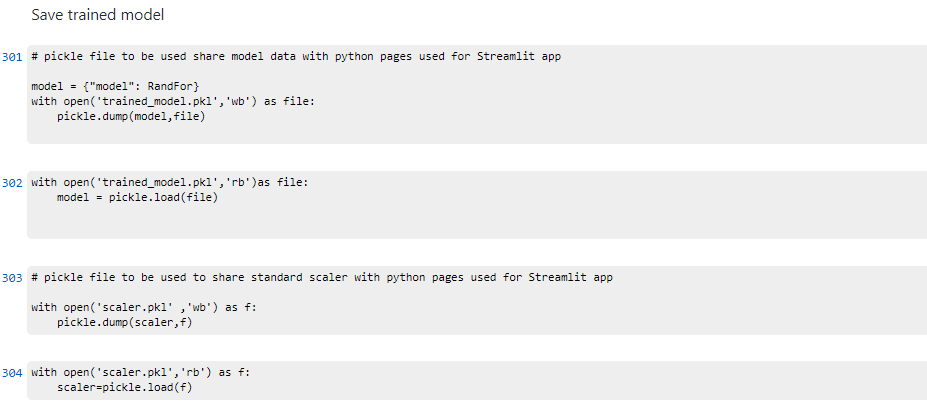 Save trained model
301
# pickle file to be used share model data with python pages used for Streamlit app
model = {"model": RandFor}
with open('trained_model.pkl','wb') as file:
    pickle.dump(model,file)
302
with open('trained_model.pkl','rb')as file:
    model = pickle.load(file)
303
# pickle file to be used to share standard scaler with python pages used for Streamlit app
with open('scaler.pkl' ,'wb') as f:
    pickle.dump(scaler,f)
304
with open('scaler.pkl','rb') as f:
    scaler=pickle.load(f)